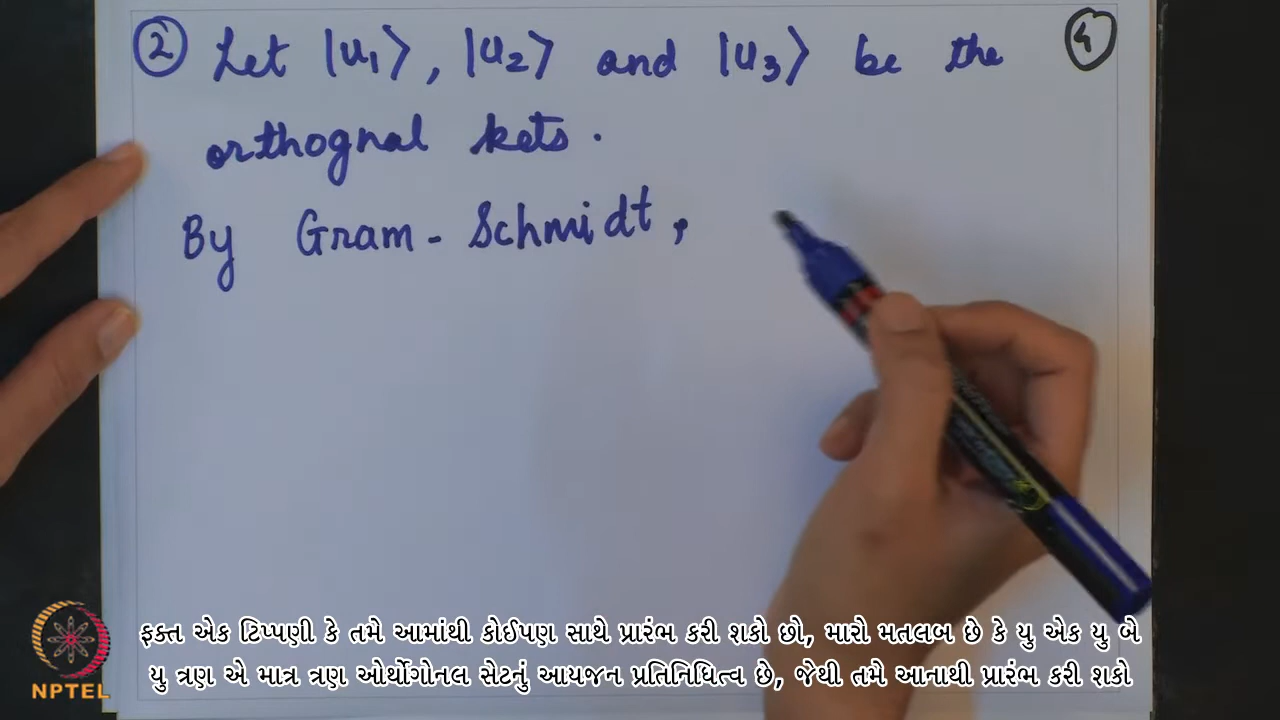 ② Let |u₁⟩, |u₂⟩ and |u₃⟩ be the ④
orthognal kets.
By Gram - Schmidt,
ફક્ત એક ટિપ્પણી કે તમે આમાંથી કોઈપણ સાથે પ્રારંભ કરી શકો છો, મારો મતલબ છે કે યુ એક યુ બે
યુ ત્રણ એ માત્ર ત્રણ ઓર્થોગોનલ સેટનું આયજન પ્રતિનિધિત્વ છે, જેથી તમે આનાથી પ્રારંભ કરી શકો
NPTEL